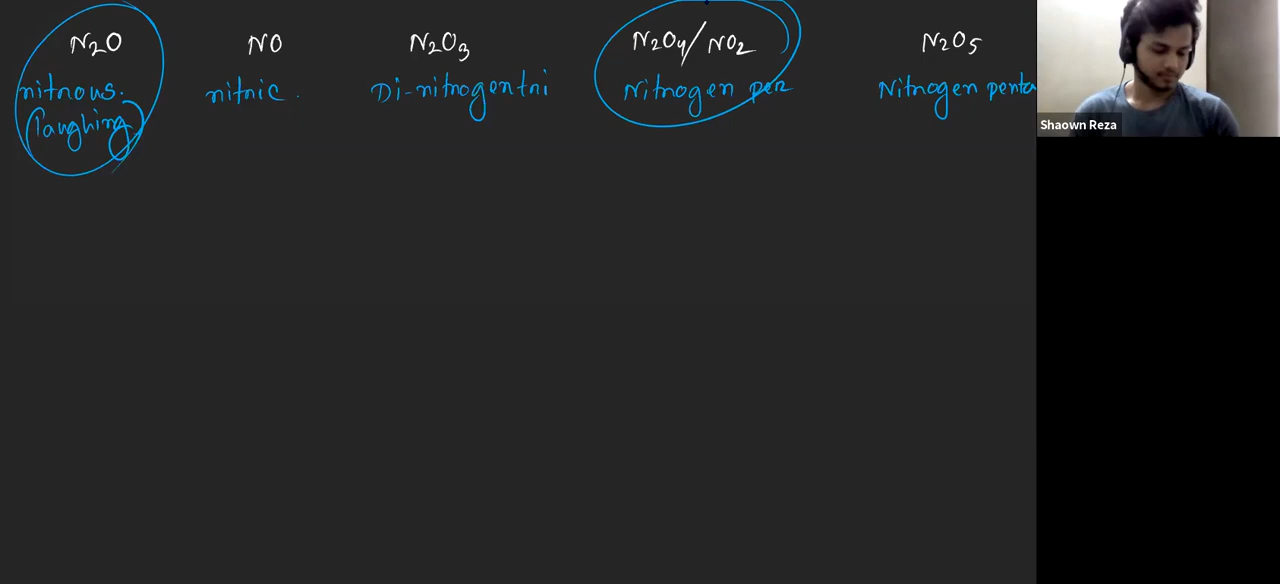 N₂O NO N₂O₃ N₂O₄/NO₂ N₂O₅
nitrous. nitric. Di-nitrogentri Nitrogen per Nitrogen penta
(laughing)
Shaown Reza